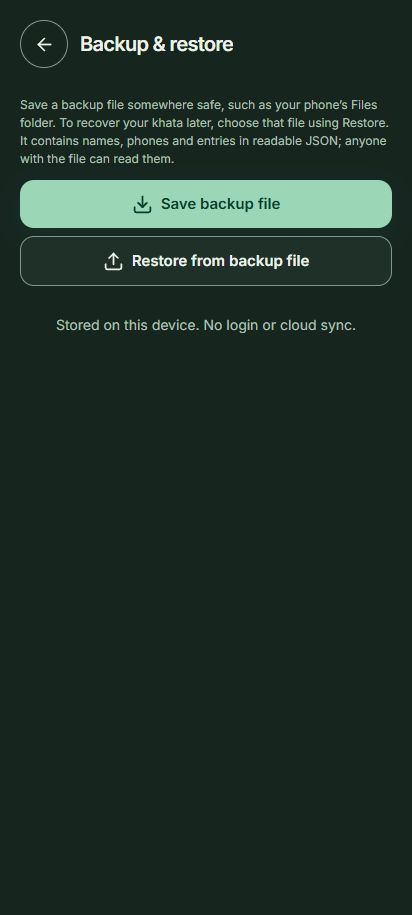 Backup & restore
Save a backup file somewhere safe, such as your phone’s Files
folder. To recover your khata later, choose that file using Restore.
It contains names, phones and entries in readable JSON; anyone
with the file can read them.
Save backup file
Restore from backup file
Stored on this device. No login or cloud sync.